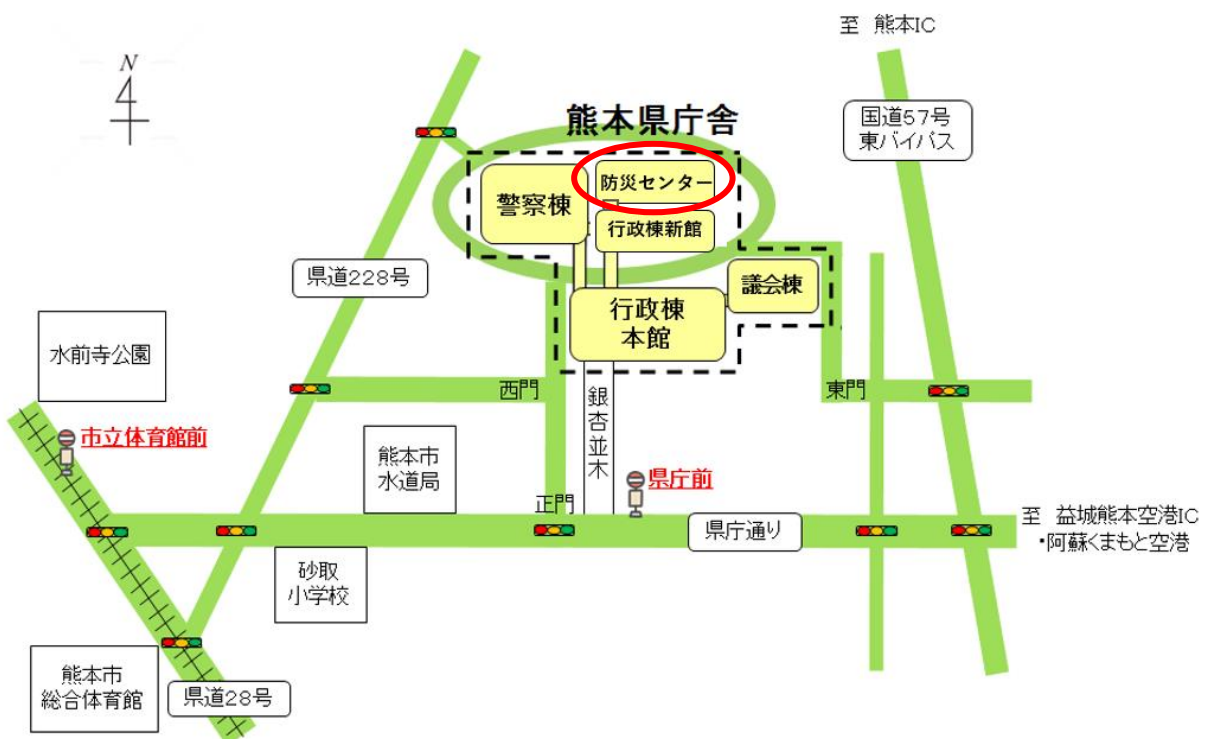 至 熊本IC
N
熊本県庁舎
国道57号
東バイパス
防災センター
警察棟
行政棟新館
県道228号
議会棟
行政棟
本館
水前寺公園
西門
銀杏並木
東門
市立体育館前
熊本市
水道局
県庁前
正門
県庁通り
至 益城熊本空港IC
・阿蘇くまもと空港
砂取
小学校
熊本市
総合体育館
県道28号